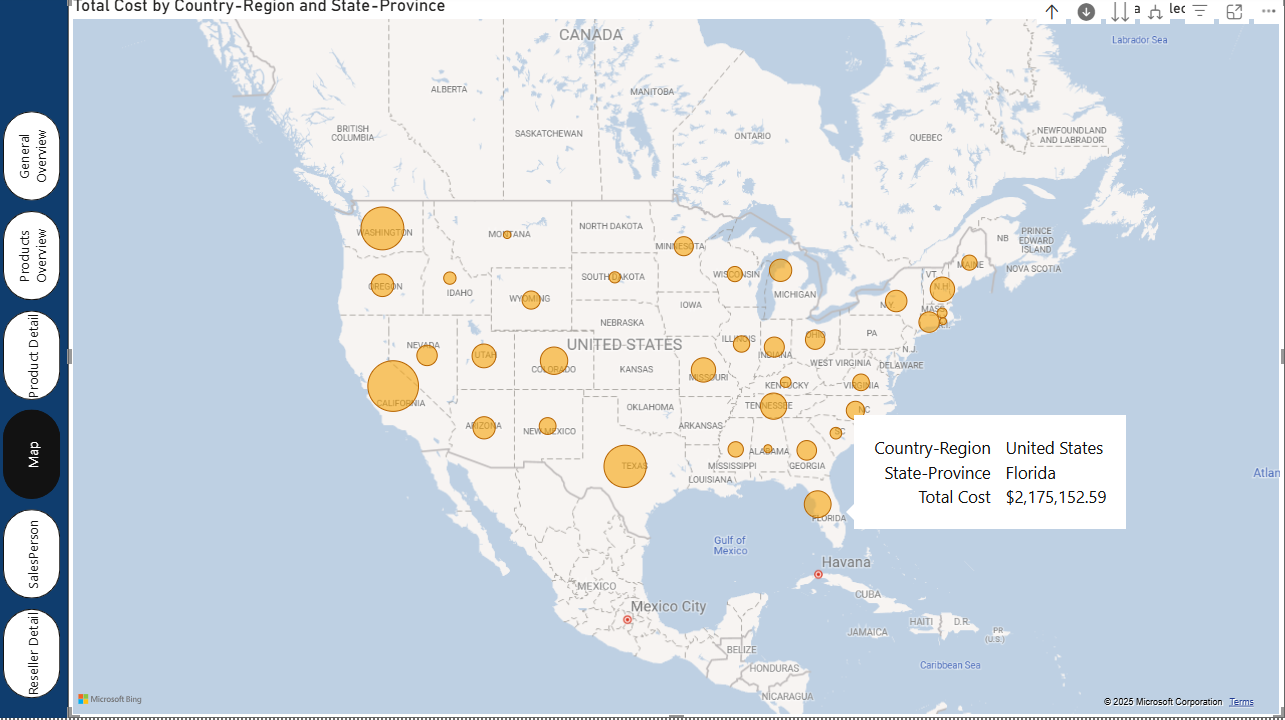 Total Cost by Country-Region and State-Province
General
Overview
Products
Overview
Product Detail
Map
SalesPerson
Reseller Detail
CANADA
Labrador Sea
ALBERTA
MANITOBA
BRITISH
COLUMBIA
SASKATCHEWAN
ONTARIO
QUEBEC
NEWFOUNDLAND
AND LABRADOR
WASHINGTON
MONTANA
NORTH DAKOTA
MINNESOTA
NB
PRINCE
EDWARD
ISLAND
MAINE
NOVA SCOTIA
OREGON
IDAHO
SOUTH DAKOTA
WISCONSIN
MICHIGAN
VT
N.H
WYOMING
IOWA
N.Y.
MASS
R.I.
NEBRASKA
NEVADA
UTAH
COLORADO
UNITED STATES
KANSAS
ILLINOIS
INDIANA
OHIO
PA
N.J.
WEST VIRGINIA
DELAWARE
MISSOURI
KENTUCKY
VIRGINIA
CALIFORNIA
OKLAHOMA
TENNESSEE
NC
ARIZONA
NEW MEXICO
ARKANSAS
SC
TEXAS
MISSISSIPPI
ALABAMA
GEORGIA
LOUISIANA
FLORIDA
Country-Region United States
State-Province Florida
Total Cost $2,175,152.59
Atlan
Gulf of
Mexico
Havana
MEXICO
CUBA
Mexico City
HAITI
D.R.
PR
(U.S.)
JAMAICA
BELIZE
Caribbean Sea
HONDURAS
NICARAGUA
Microsoft Bing
© 2025 Microsoft Corporation Terms